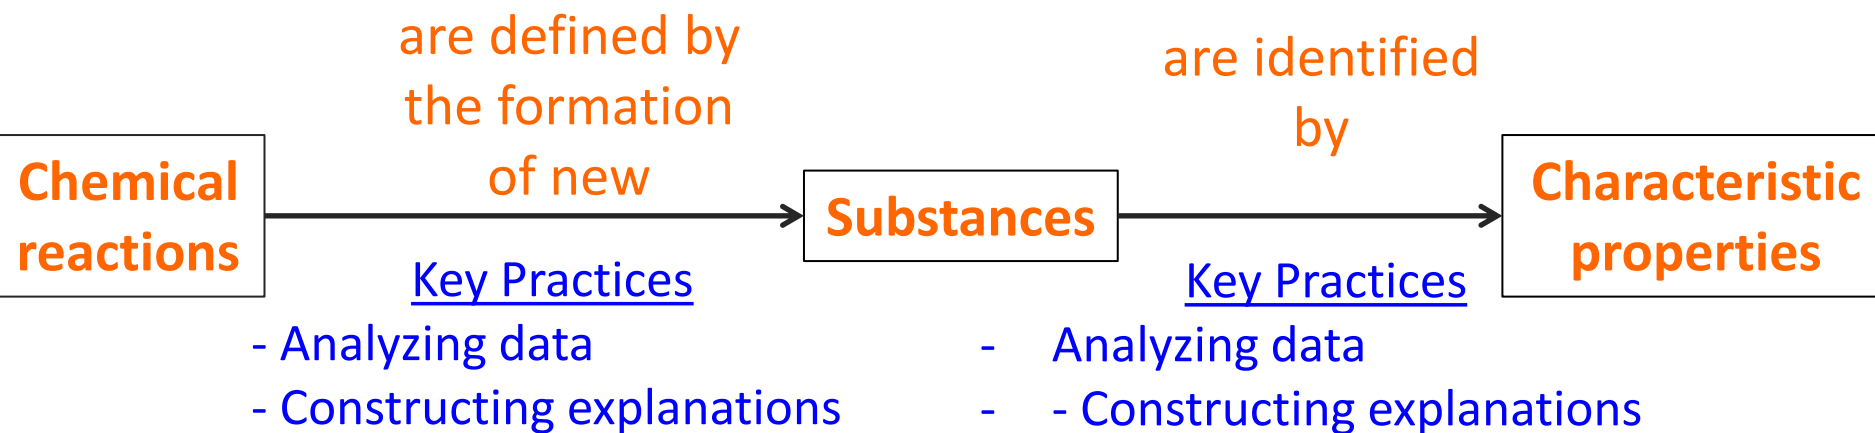 are defined by
the formation
of new
are identified
by
Chemical
reactions
Substances
Characteristic
properties
Key Practices
- Analyzing data
- Constructing explanations
Key Practices
- Analyzing data
- - Constructing explanations